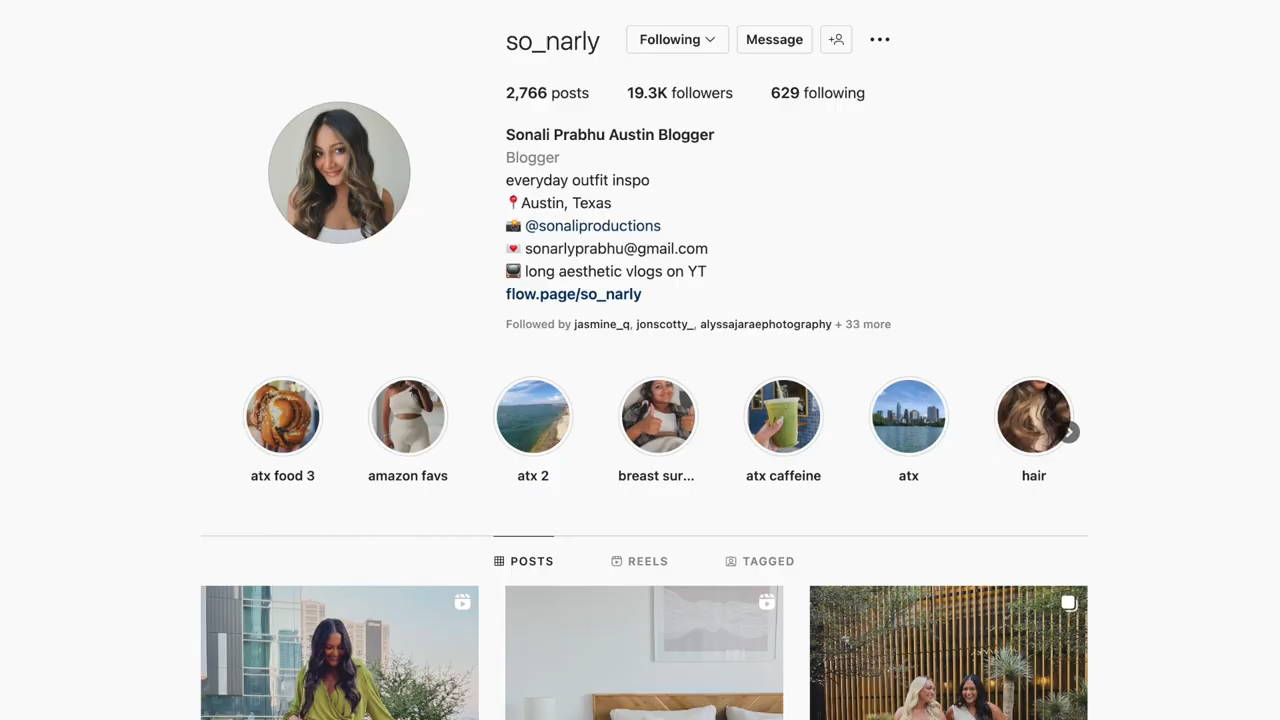 so_narly
Following
Message
2,766 posts
19.3K followers
629 following
Sonali Prabhu Austin Blogger
Blogger
everyday outfit inspo
📍Austin, Texas
📸 @sonaliproductions
💌 sonarlyprabhu@gmail.com
📺 long aesthetic vlogs on YT
flow.page/so_narly
Followed by jasmine_q, jonscotty_, alyssajaraephotography + 33 more
atx food 3
amazon favs
atx 2
breast sur...
atx caffeine
atx
hair
POSTS
REELS
TAGGED